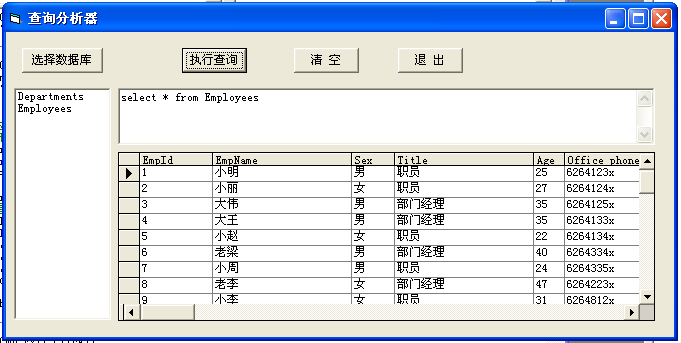 查询分析器
选择数据库 执行查询 清 空 退 出
Departments
Employees
select * from Employees
EmpId EmpName Sex Title Age Office phone
1 小明 男 职员 25 6264123x
2 小丽 女 职员 27 6264124x
3 大伟 男 部门经理 35 6264125x
4 大王 男 部门经理 35 6264133x
5 小赵 女 职员 22 6264134x
6 老梁 男 部门经理 40 6264334x
7 小周 男 职员 24 6264335x
8 老李 女 部门经理 47 6264223x
9 小李 女 职员 31 6264812x